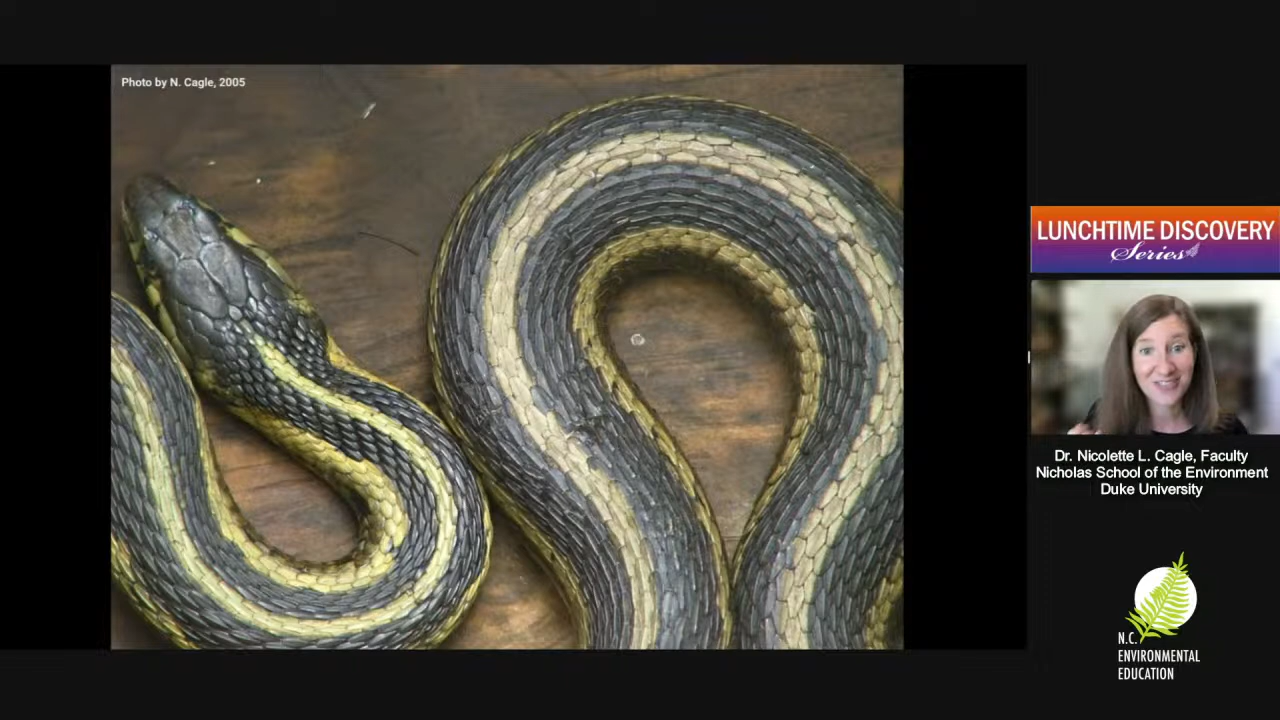 Photo by N. Cagle, 2005
LUNCHTIME DISCOVERY
Series
Dr. Nicolette L. Cagle, Faculty
Nicholas School of the Environment
Duke University
N.C.
ENVIRONMENTAL
EDUCATION